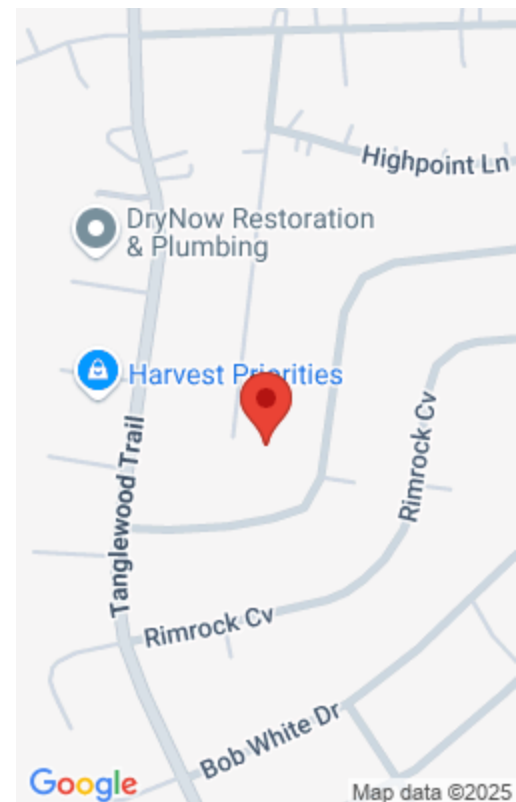 Highpoint Ln
DryNow Restoration
& Plumbing
Harvest Priorities
Tanglewood Trail
Rimrock Cv
Rimrock Cv
Bob White Dr
Google
Map data ©2025